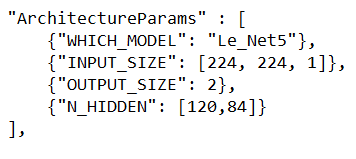 "ArchitectureParams" : [
{"WHICH_MODEL": "Le_Net5"},
{"INPUT_SIZE": [224, 224, 1]},
{"OUTPUT_SIZE": 2},
{"N_HIDDEN": [120,84]}
],